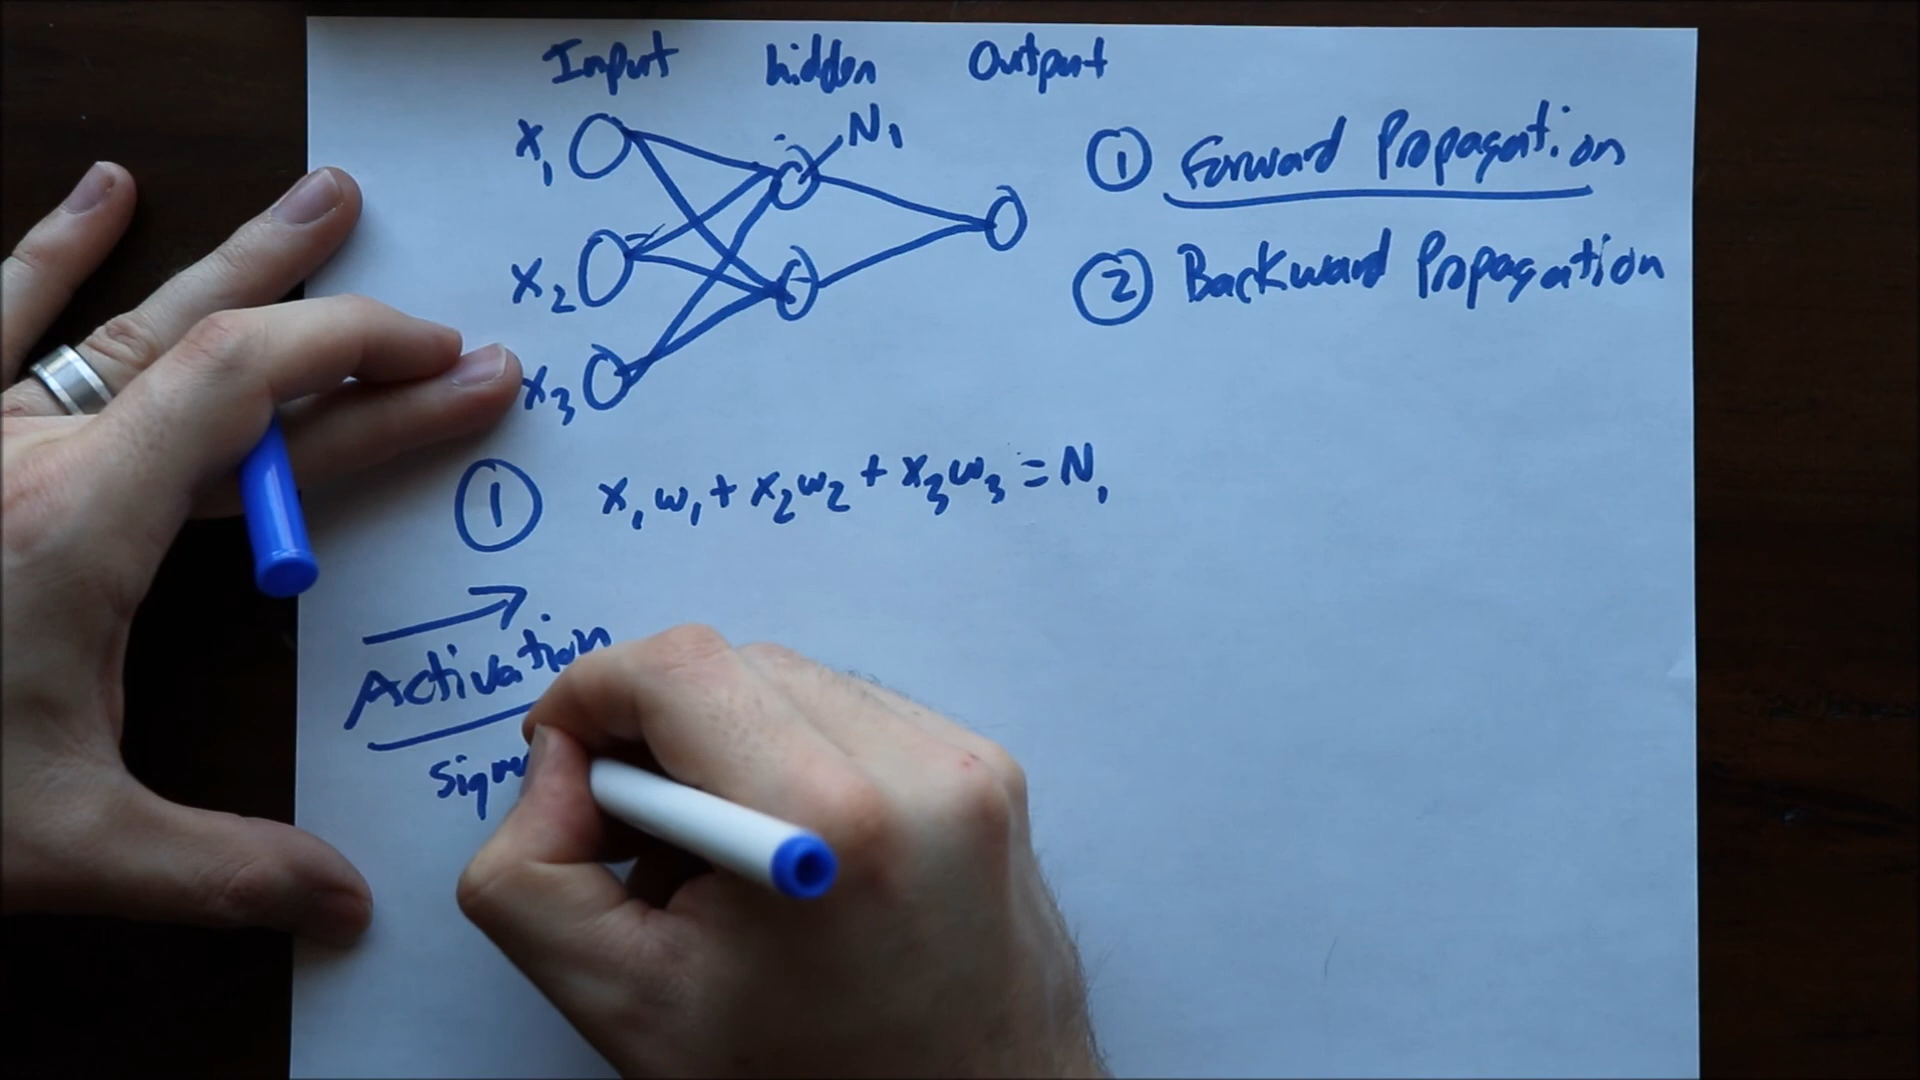 Input hidden Output
x1
N1
① Forward Propagation
x2
② Backward Propagation
x3
① x1w1 + x2w2 + x3w3 = N1
Activation